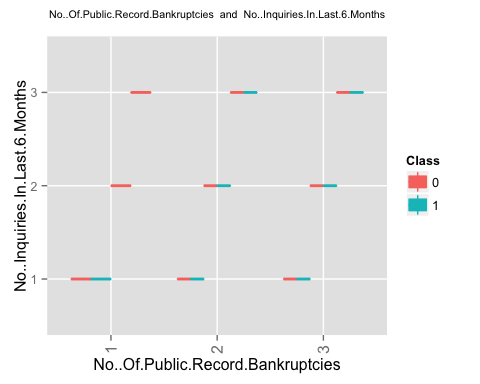 No..Of.Public.Record.Bankruptcies and No..Inquiries.In.Last.6.Months
No..Inquiries.In.Last.6.Months
3
2
1
1
2
3
No..Of.Public.Record.Bankruptcies
Class
0
1